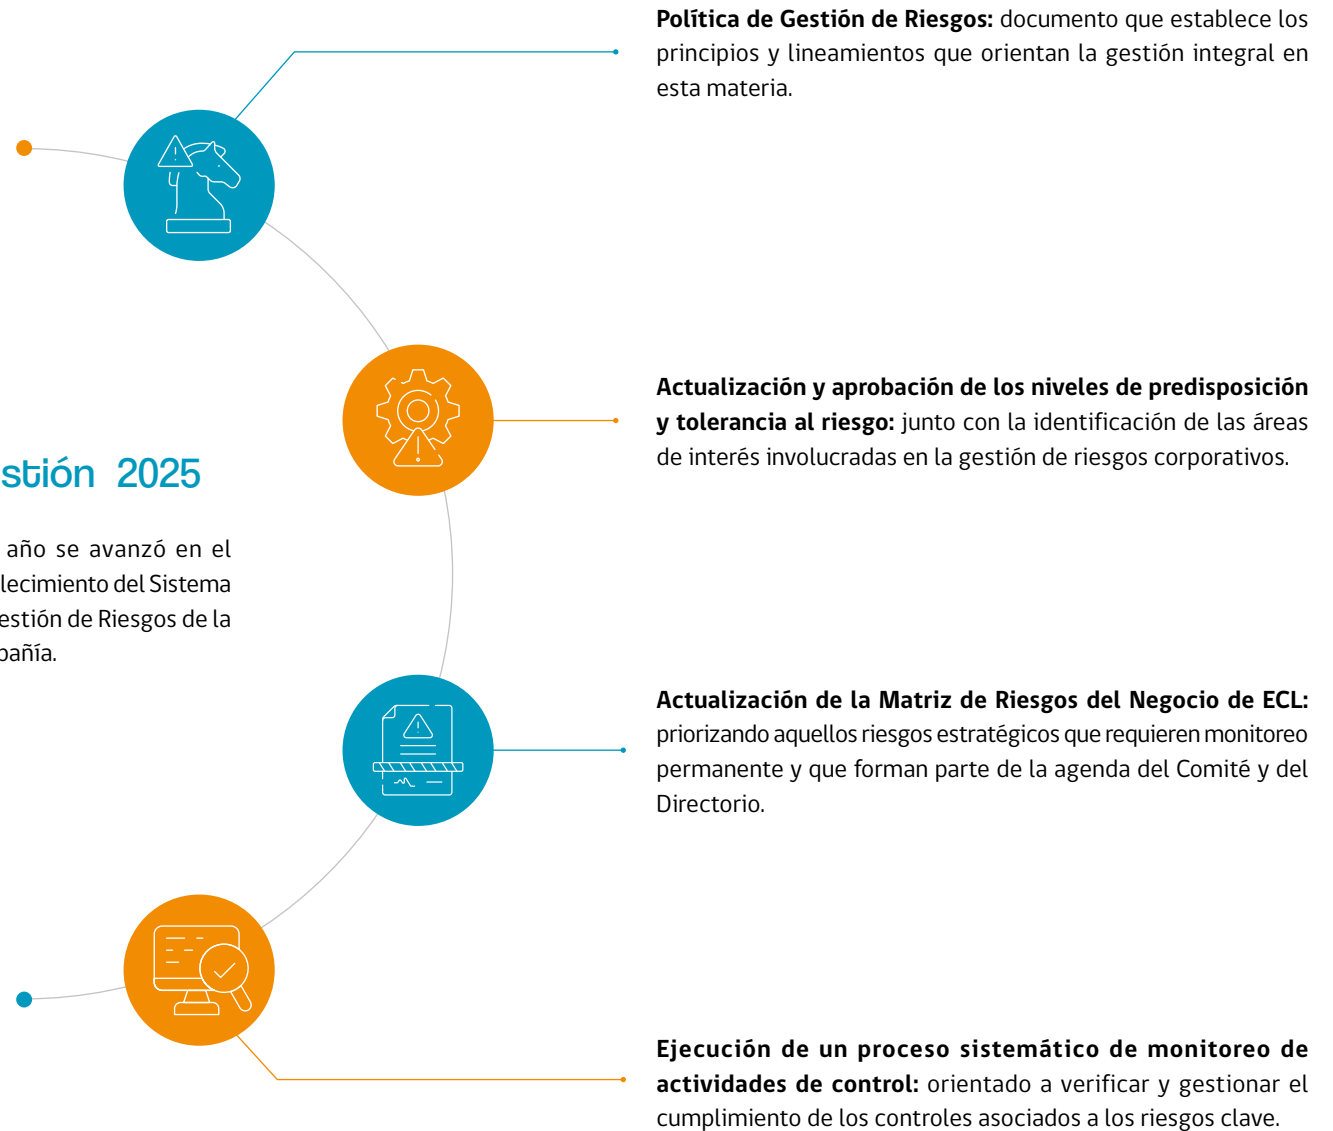 Política de Gestión de Riesgos: documento que establece los
principios y lineamientos que orientan la gestión integral en
esta materia.
Actualización y aprobación de los niveles de predisposición
y tolerancia al riesgo: junto con la identificación de las áreas
de interés involucradas en la gestión de riesgos corporativos.
stión 2025
año se avanzó en el
lecimiento del Sistema
estión de Riesgos de la
pañía.
Actualización de la Matriz de Riesgos del Negocio de ECL:
priorizando aquellos riesgos estratégicos que requieren monitoreo
permanente y que forman parte de la agenda del Comité y del
Directorio.
Ejecución de un proceso sistemático de monitoreo de
actividades de control: orientado a verificar y gestionar el
cumplimiento de los controles asociados a los riesgos clave.